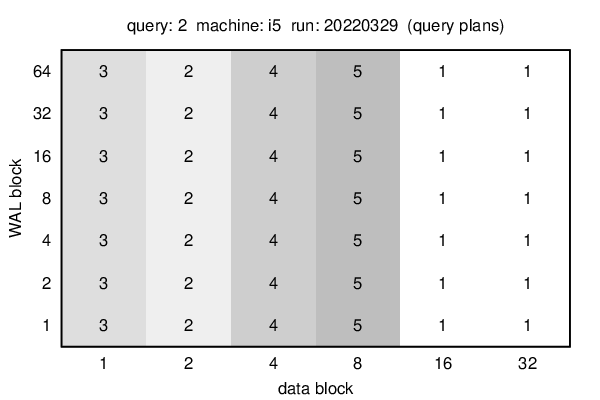 query: 2 machine: i5 run: 20220329 (query plans)
WAL block
64 3 2 4 5 1 1
32 3 2 4 5 1 1
16 3 2 4 5 1 1
8 3 2 4 5 1 1
4 3 2 4 5 1 1
2 3 2 4 5 1 1
1 3 2 4 5 1 1
1 2 4 8 16 32
data block